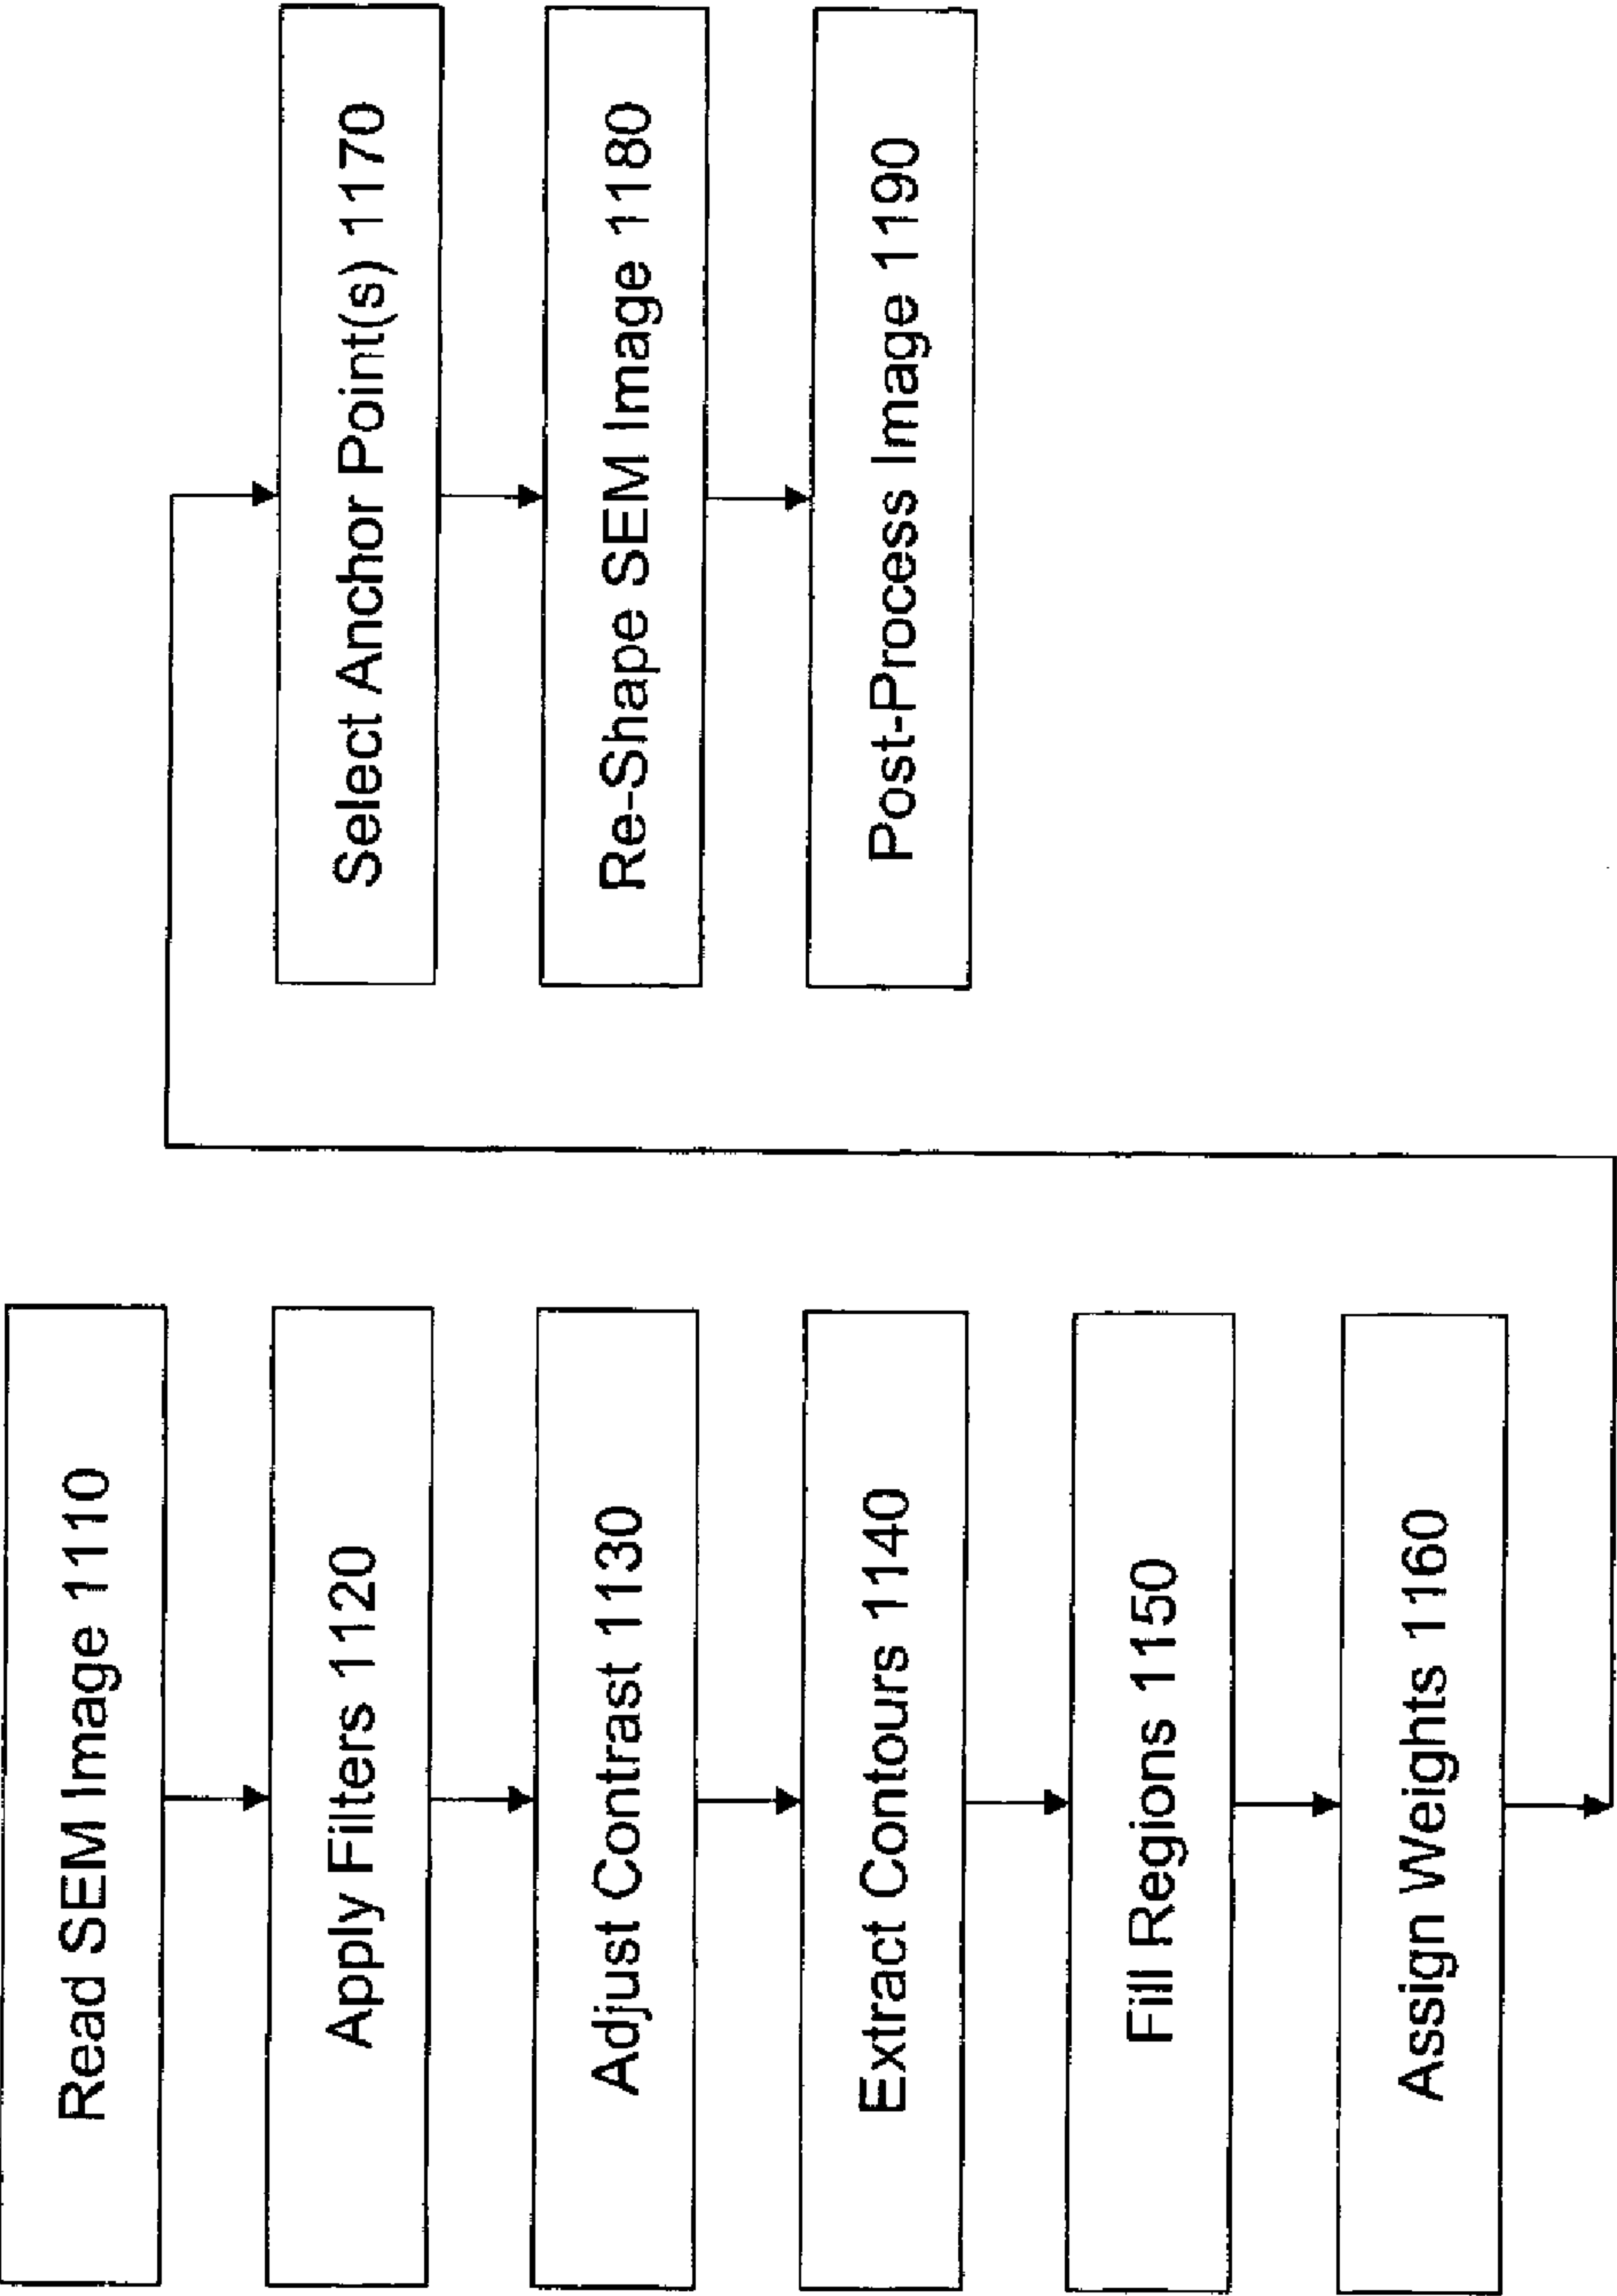 Read SEM Image 1110
Apply Filters 1120
Adjust Contrast 1130
Extract Contours 1140
Fill Regions 1150
Assign Weights 1160
Select Anchor Point(s) 1170
Re-Shape SEM Image 1180
Post-Process Image 1190